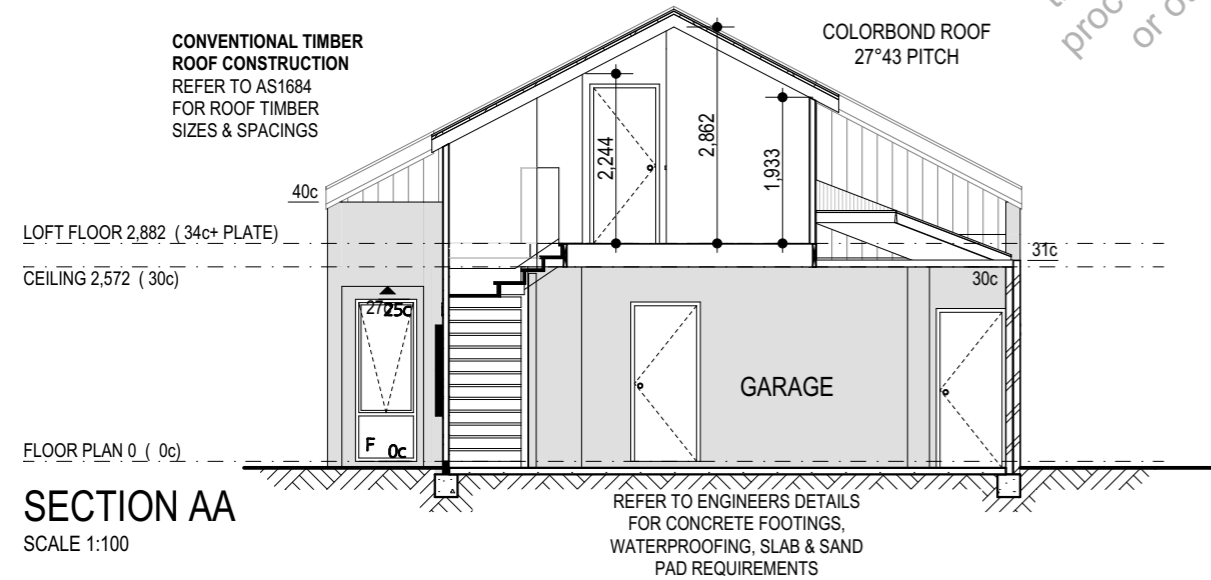 CONVENTIONAL TIMBER
ROOF CONSTRUCTION
REFER TO AS1684
FOR ROOF TIMBER
SIZES & SPACINGS
COLORBOND ROOF
27°43 PITCH
proc
or
2,244
2,862
1,933
40c
LOFT FLOOR 2,882 ( 34c+ PLATE)
31c
CEILING 2,572 ( 30c)
30c
25c
GARAGE
F 0c
FLOOR PLAN 0 ( 0c)
SECTION AA
SCALE 1:100
REFER TO ENGINEERS DETAILS
FOR CONCRETE FOOTINGS,
WATERPROOFING, SLAB & SAND
PAD REQUIREMENTS